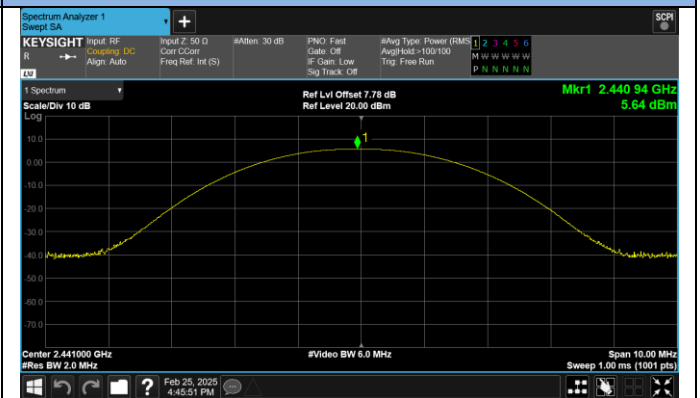 Spectrum Analyzer 1
Swept SA
+
SCPI
KEYSIGHT Input: RF Input Z: 50 Ω #Atten: 30 dB PNO: Fast #Avg Type: Power (RMS 1 2 3 4 5 6
R Coupling: DC Corr CCorr Gate: Off Avg|Hold:>100/100 M W W W W W
Align: Auto Freq Ref: Int (S) IF Gain: Low Trig: Free Run
LXI Sig Track: Off P N N N N N
1 Spectrum Ref Lvl Offset 7.78 dB Mkr1 2.440 94 GHz
Scale/Div 10 dB Ref Level 20.00 dBm 5.64 dBm
Log
1
10.0
0.00
-10.0
-20.0
-30.0
-40.0
-50.0
-60.0
-70.0
Center 2.441000 GHz #Video BW 6.0 MHz Span 10.00 MHz
#Res BW 2.0 MHz Sweep 1.00 ms (1001 pts)
? Feb 25, 2025
4:45:51 PM